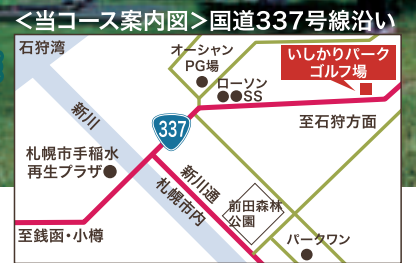 ＜当コース案内図＞国道337号線沿い
石狩湾
オーシャン
PG場
いしかりパーク
ゴルフ場
ローソン
●●SS
新川
337
至石狩方面
札幌市手稲水
再生プラザ●
新川通
札幌市内
前田森林
公園
至銭函・小樽
パークワン